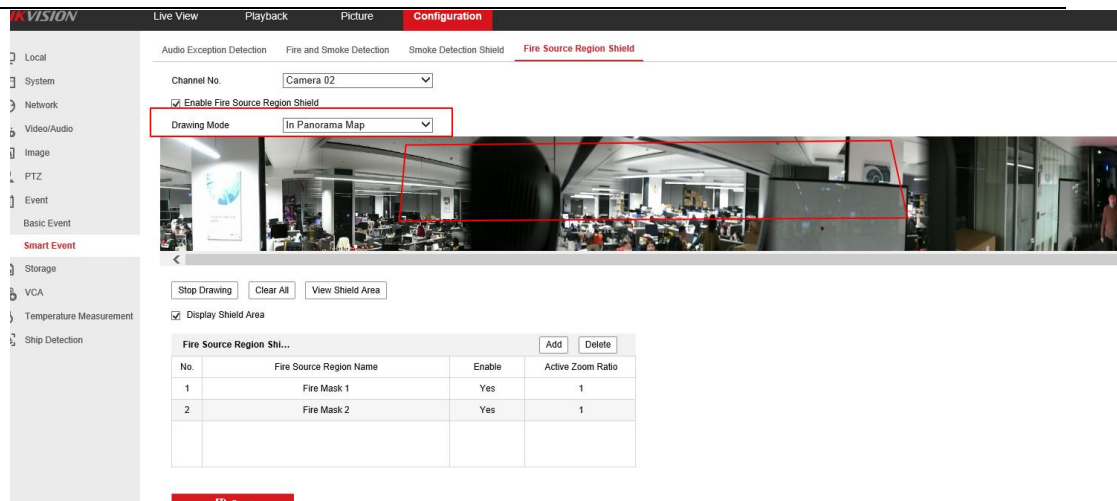 KVISION Live View Playback Picture Configuration
Audio Exception Detection Fire and Smoke Detection Smoke Detection Shield Fire Source Region Shield
Local
System
Network
Video/Audio
Image
PTZ
Event
Basic Event
Smart Event
Storage
VCA
Temperature Measurement
Ship Detection
Channel No. Camera 02
Enable Fire Source Region Shield
Drawing Mode In Panorama Map
Stop Drawing Clear All View Shield Area
Display Shield Area
Fire Source Region Shi... Add Delete
No. Fire Source Region Name Enable Active Zoom Ratio
1 Fire Mask 1 Yes 1
2 Fire Mask 2 Yes 1